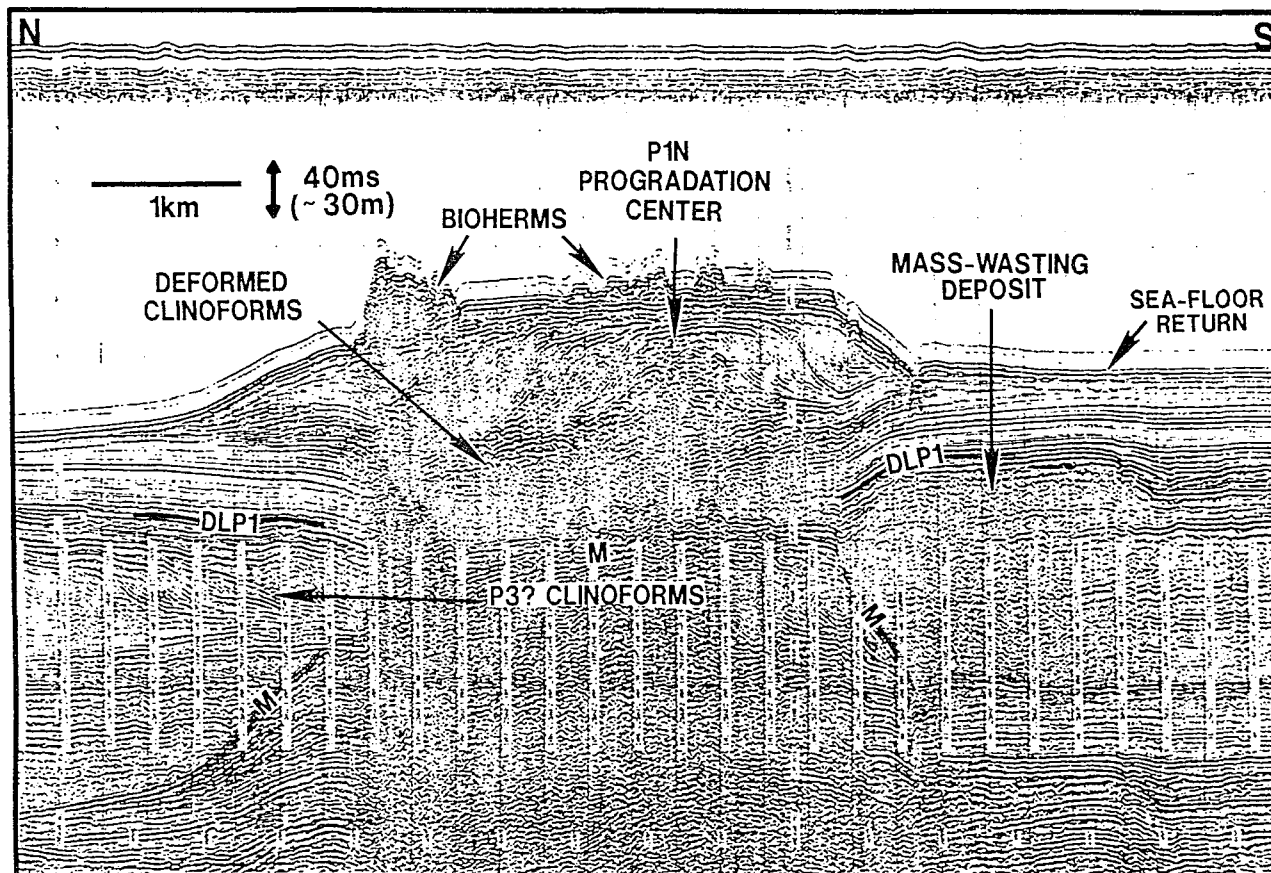 N
S
40ms
(~30m)
1km
P1N
PROGRADATION
CENTER
BIOHERMS
DEFORMED
CLINOFORMS
MASS-WASTING
DEPOSIT
SEA-FLOOR
RETURN
DLP1
DLP1
M
P3? CLINOFORMS
M
M